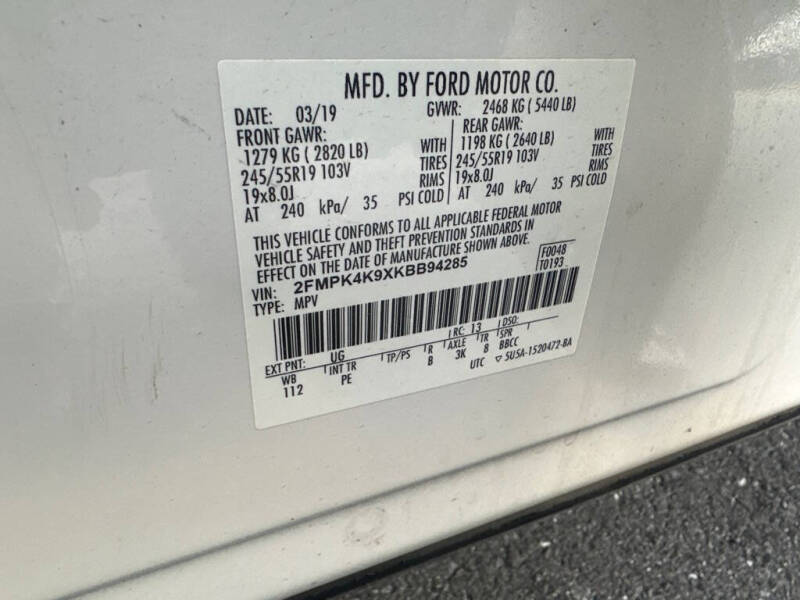 MFD. BY FORD MOTOR CO.
DATE: 03/19 GVWR: 2468 KG ( 5440 LB)
FRONT GAWR: REAR GAWR:
1279 KG ( 2820 LB) WITH 1198 KG ( 2640 LB) WITH
245/55R19 103V TIRES 245/55R19 103V TIRES
19x8.0J RIMS 19x8.0J RIMS
AT 240 kPa/ 35 PSI COLD AT 240 kPa/ 35 PSI COLD
THIS VEHICLE CONFORMS TO ALL APPLICABLE FEDERAL MOTOR
VEHICLE SAFETY AND THEFT PREVENTION STANDARDS IN
EFFECT ON THE DATE OF MANUFACTURE SHOWN ABOVE.
F0048
T0193
VIN: 2FMPK4K9XKBB94285
TYPE: MPV
EXT PNT: UG RC: 13 DSO:
WB INT TR TP/PS R AXLE TR SPR
112 PE B 3K 8 BBCC
UTC ▽ 5U5A-1520472-BA